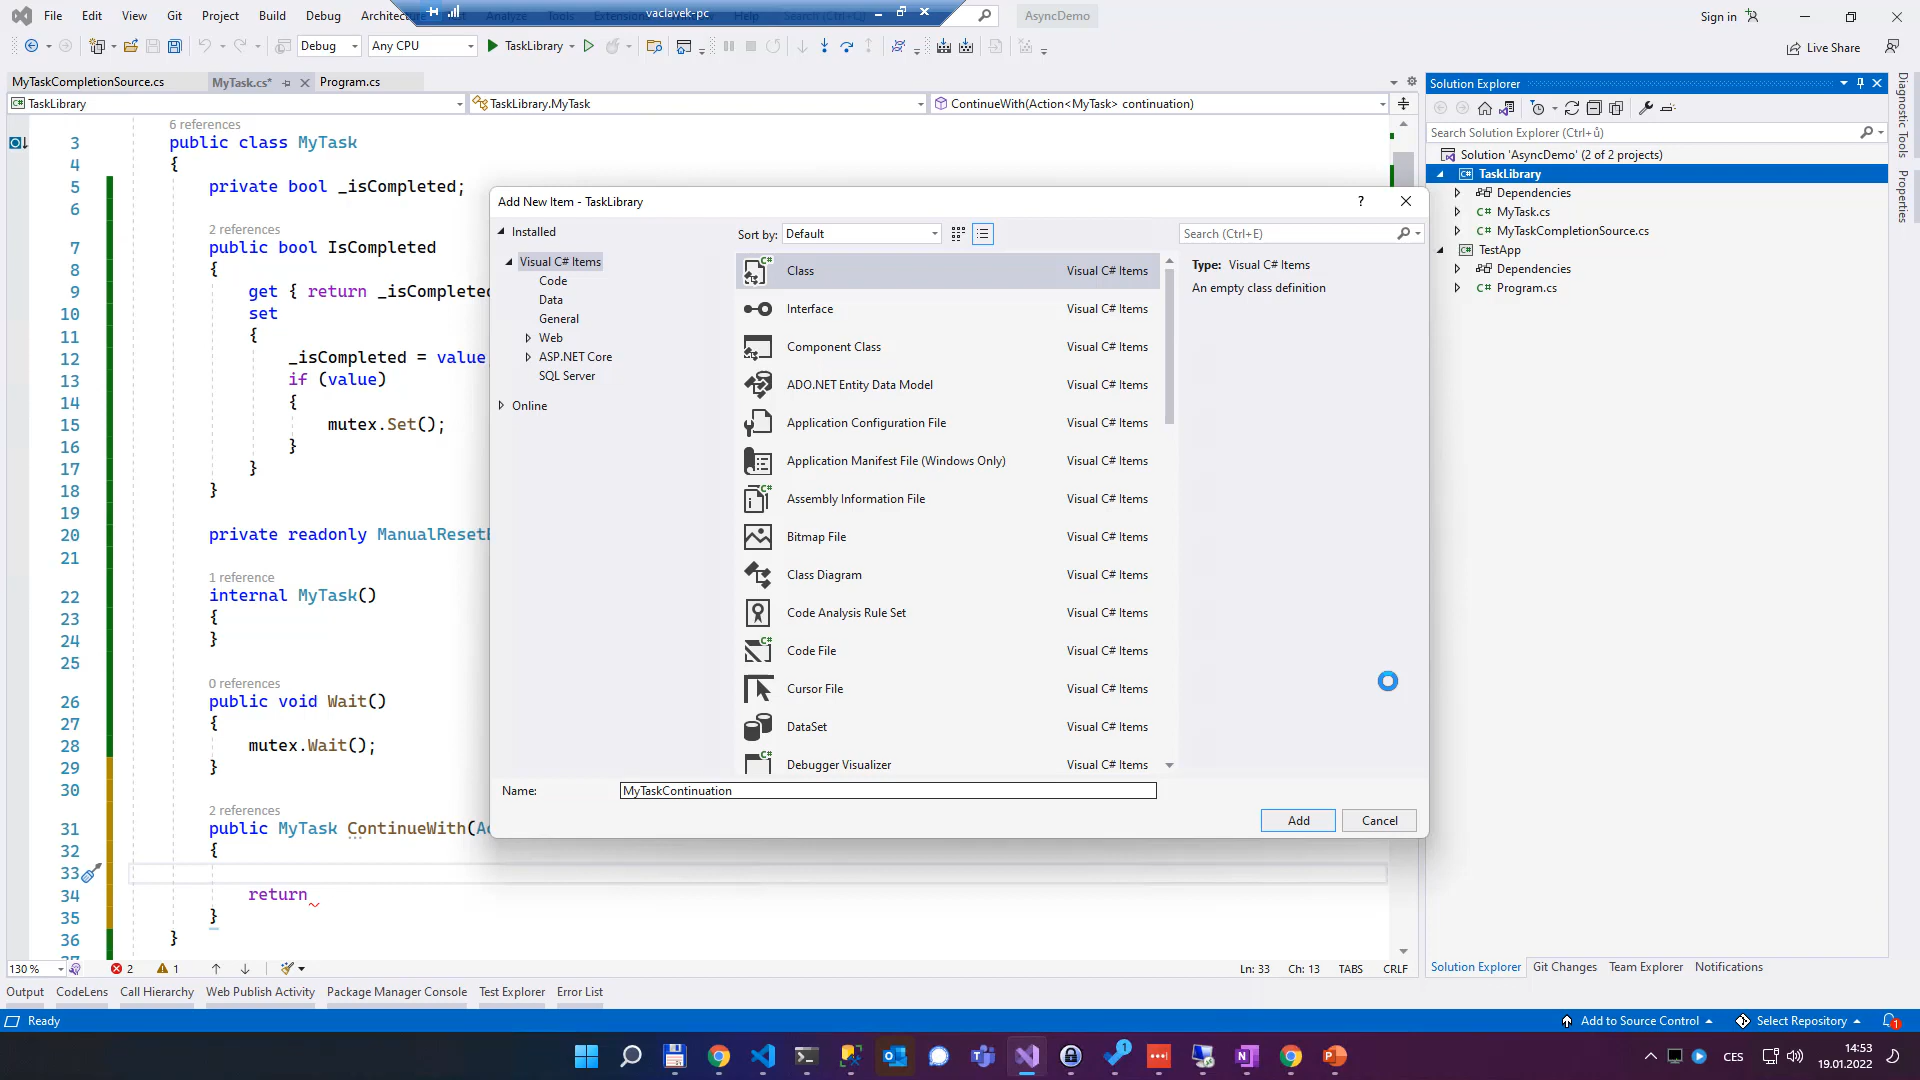 File Edit View Git Project Build Debug
vaclavek-pc
AsyncDemo
Sign in
Debug Any CPU TaskLibrary
Live Share
MyTaskCompletionSource.cs MyTask.cs* Program.cs
TaskLibrary TaskLibrary.MyTask ContinueWith(Action<MyTask> continuation)
6 references
3 public class MyTask
4 {
5 private bool _isCompleted;
6
2 references
7 public bool IsCompleted
8 {
9 get { return _isCompleted
10 set
11 {
12 _isCompleted = value
13 if (value)
14 {
15 mutex.Set();
16 }
17 }
18 }
19
20 private readonly ManualReset
21
1 reference
22 internal MyTask()
23 {
24 }
25
0 references
26 public void Wait()
27 {
28 mutex.Wait();
29 }
30
2 references
31 public MyTask ContinueWith(A
32 {
33
34 return
35 }
36 }
130 % 2 1
Ln: 33 Ch: 13 TABS CRLF
Add New Item - TaskLibrary
?
Installed
Visual C# Items
Code
Data
General
Web
ASP.NET Core
SQL Server
Online
Sort by: Default
Search (Ctrl+E)
Class Visual C# Items
Interface Visual C# Items
Component Class Visual C# Items
ADO.NET Entity Data Model Visual C# Items
Application Configuration File Visual C# Items
Application Manifest File (Windows Only) Visual C# Items
Assembly Information File Visual C# Items
Bitmap File Visual C# Items
Class Diagram Visual C# Items
Code Analysis Rule Set Visual C# Items
Code File Visual C# Items
Cursor File Visual C# Items
DataSet Visual C# Items
Debugger Visualizer Visual C# Items
Type: Visual C# Items
An empty class definition
Name: MyTaskContinuation
Add Cancel
Solution Explorer
Search Solution Explorer (Ctrl+ů)
Solution 'AsyncDemo' (2 of 2 projects)
TaskLibrary
Dependencies
C# MyTask.cs
C# MyTaskCompletionSource.cs
TestApp
Dependencies
C# Program.cs
Solution Explorer Git Changes Team Explorer Notifications
Diagnostic Tools
Properties
Output CodeLens Call Hierarchy Web Publish Activity Package Manager Console Test Explorer Error List
Ready
Add to Source Control Select Repository 1
CES
14:53
19.01.2022